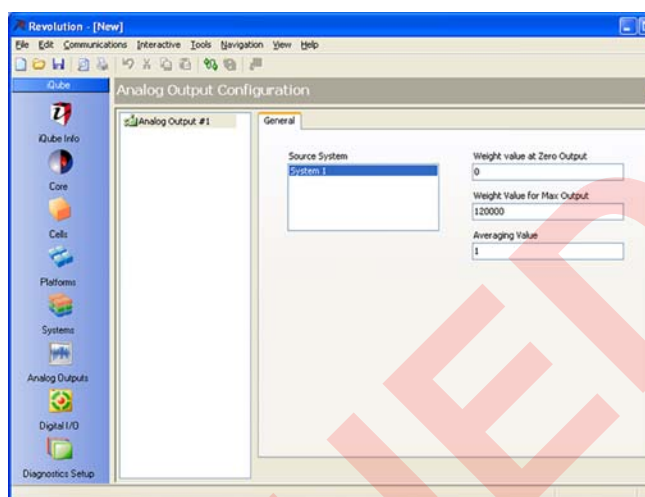 Revolution - [New]
File Edit Communications Interactive Tools Navigation View Help
iQube
Analog Output Configuration
iQube Info
Core
Cells
Platforms
Systems
Analog Outputs
Digital I/O
Diagnostics Setup
Analog Output #1
General
Source System
System 1
Weight value at Zero Output
0
Weight Value for Max Output
120000
Averaging Value
1